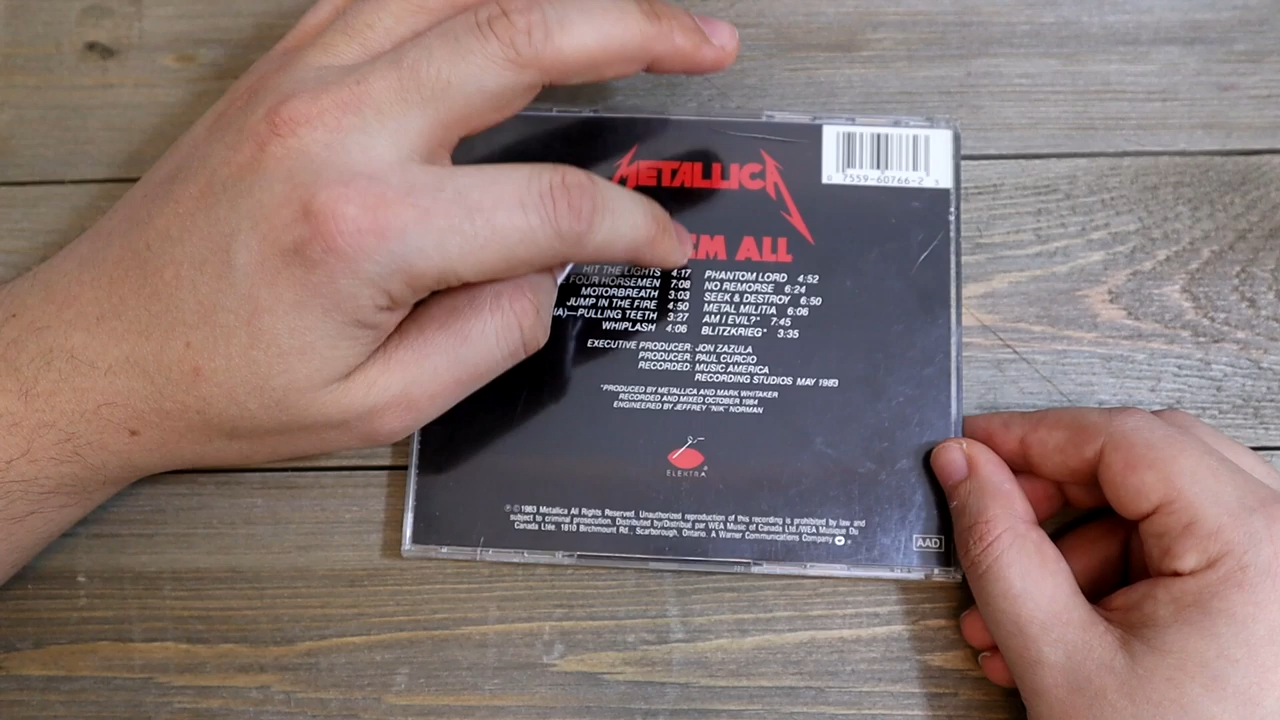 METALLICA
7559-60766-2 3
'EM ALL
HIT THE LIGHTS 4:17
FOUR HORSEMEN 7:08
MOTORBREATH 3:03
JUMP IN THE FIRE 4:50
IA)—PULLING TEETH 3:27
WHIPLASH 4:06
PHANTOM LORD 4:52
NO REMORSE 6:24
SEEK & DESTROY 6:50
METAL MILITIA 6:06
AM I EVIL?* 7:45
BLITZKRIEG* 3:35
EXECUTIVE PRODUCER: JON ZAZULA
PRODUCER: PAUL CURCIO
RECORDED: MUSIC AMERICA
RECORDING STUDIOS MAY 1983
*PRODUCED BY METALLICA AND MARK WHITAKER
RECORDED AND MIXED OCTOBER 1984
ENGINEERED BY JEFFREY "NIK" NORMAN
ELEKTRA
℗ © 1983 Metallica All Rights Reserved. Unauthorized reproduction of this recording is prohibited by law and
subject to criminal prosecution. Distributed by/Distribué par WEA Music of Canada Ltd./WEA Musique Du
Canada Ltée. 1810 Birchmount Rd., Scarborough, Ontario. A Warner Communications Company
AAD